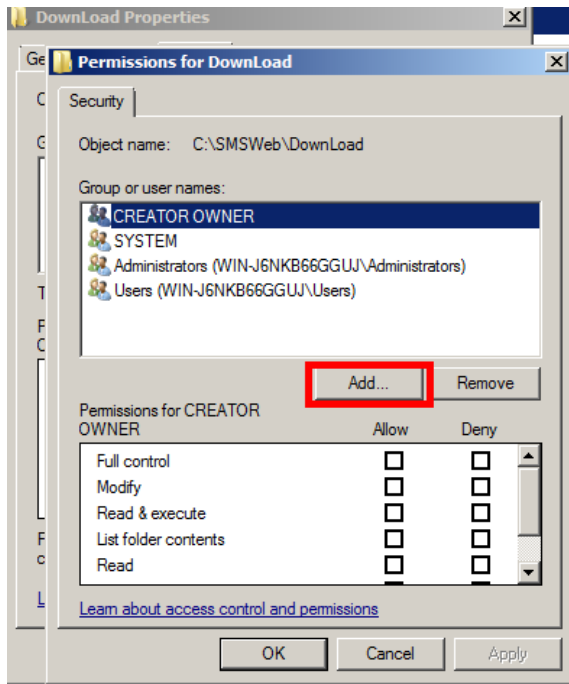 DownLoad Properties
Ge
Permissions for DownLoad
Security
Object name: C:\SMSWeb\DownLoad
Group or user names:
CREATOR OWNER
SYSTEM
Administrators (WIN-J6NKB66GGUJ\Administrators)
Users (WIN-J6NKB66GGUJ\Users)
Add... Remove
Permissions for CREATOR
OWNER Allow Deny
Full control
Modify
Read & execute
List folder contents
Read
Learn about access control and permissions
OK Cancel Apply